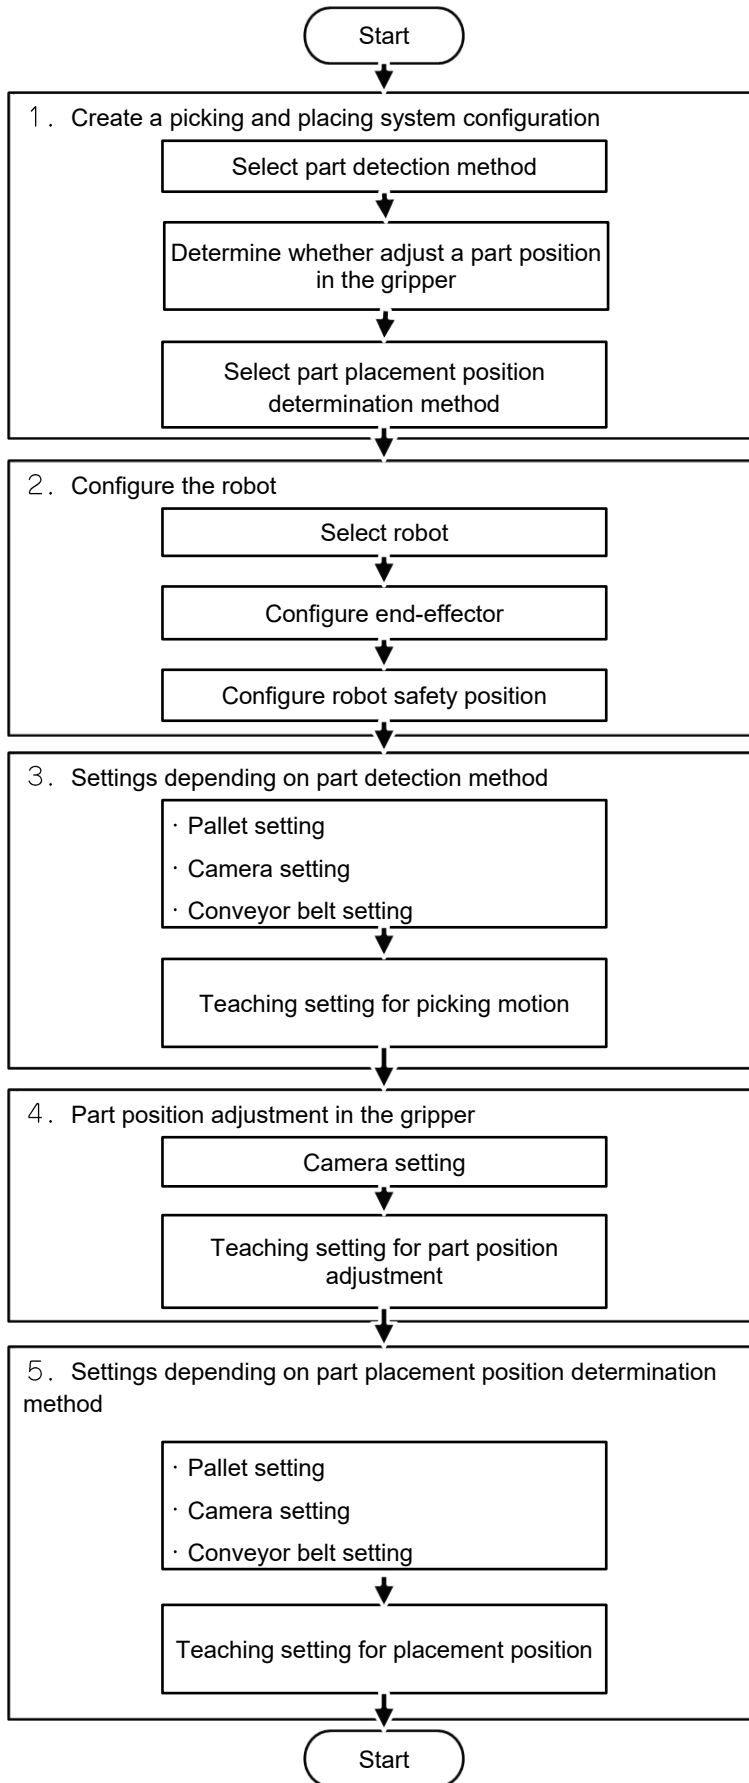 Start
1. Create a picking and placing system configuration
Select part detection method
Determine whether adjust a part position
in the gripper
Select part placement position
determination method
2. Configure the robot
Select robot
Configure end-effector
Configure robot safety position
3. Settings depending on part detection method
· Pallet setting
· Camera setting
· Conveyor belt setting
Teaching setting for picking motion
4. Part position adjustment in the gripper
Camera setting
Teaching setting for part position
adjustment
5. Settings depending on part placement position determination
method
· Pallet setting
· Camera setting
· Conveyor belt setting
Teaching setting for placement position
Start